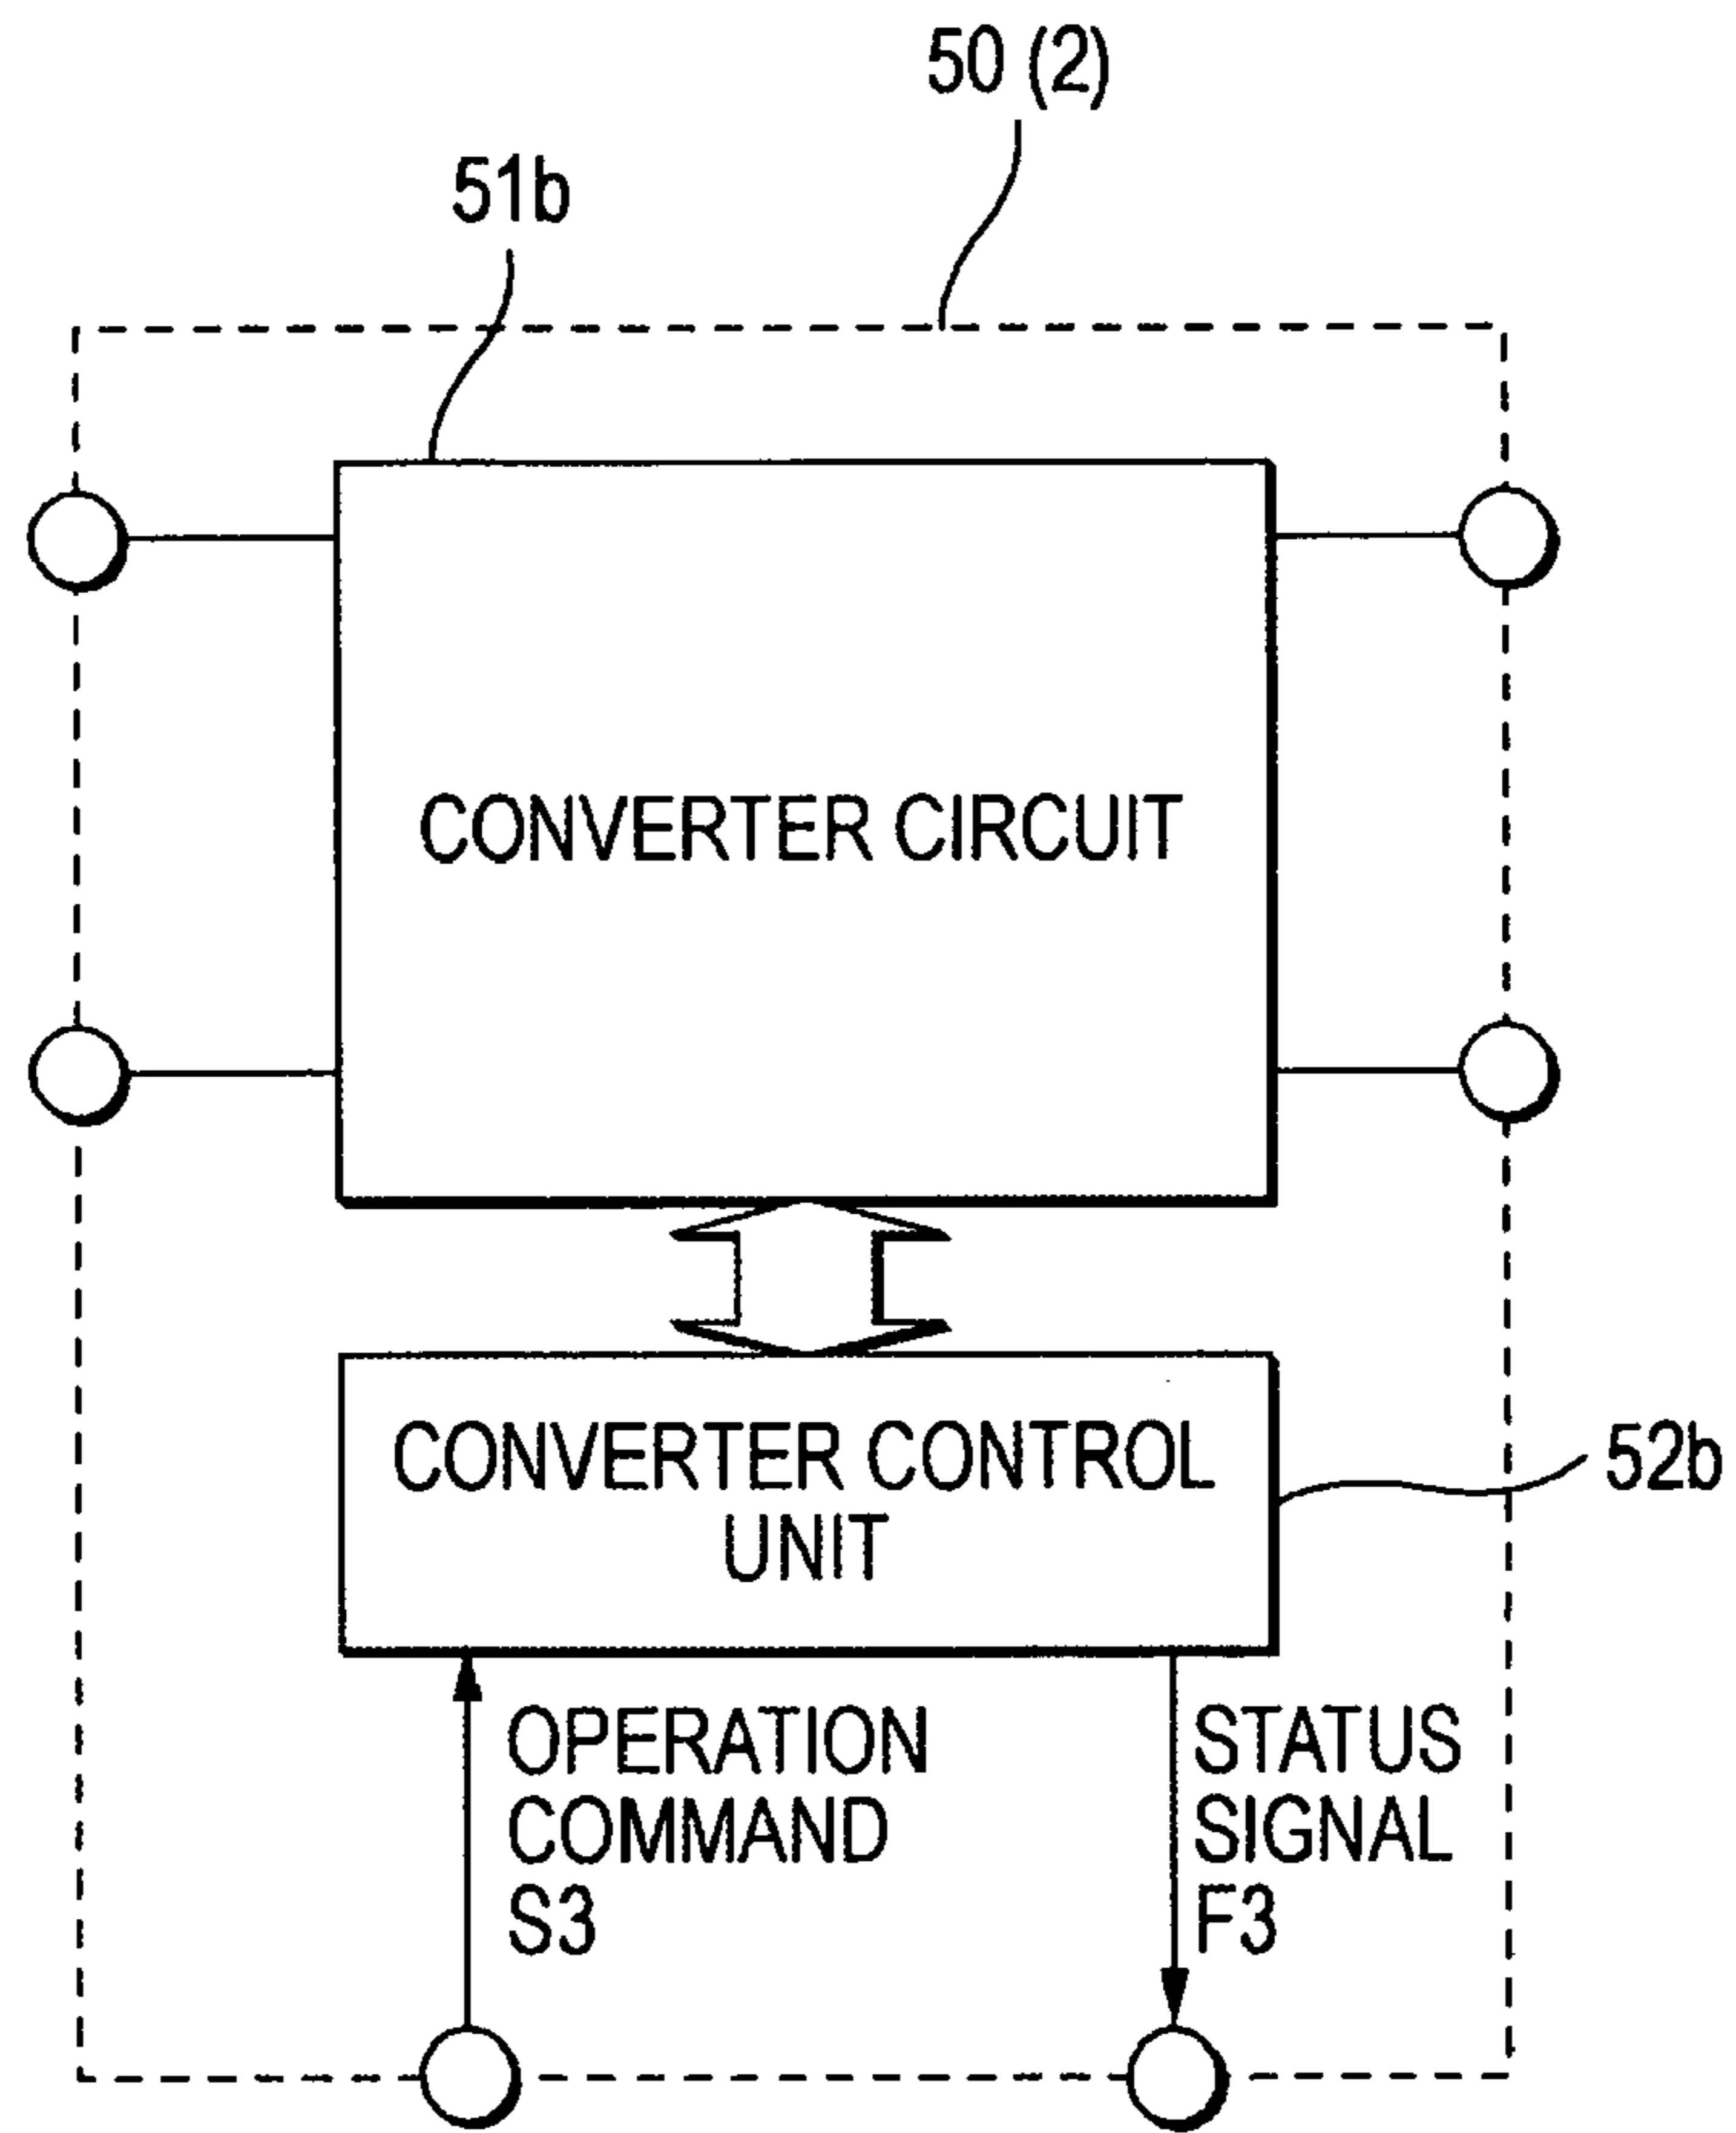 50 (2)
51b
CONVERTER CIRCUIT
CONVERTER CONTROL
UNIT
52b
OPERATION
COMMAND
S3
STATUS
SIGNAL
F3